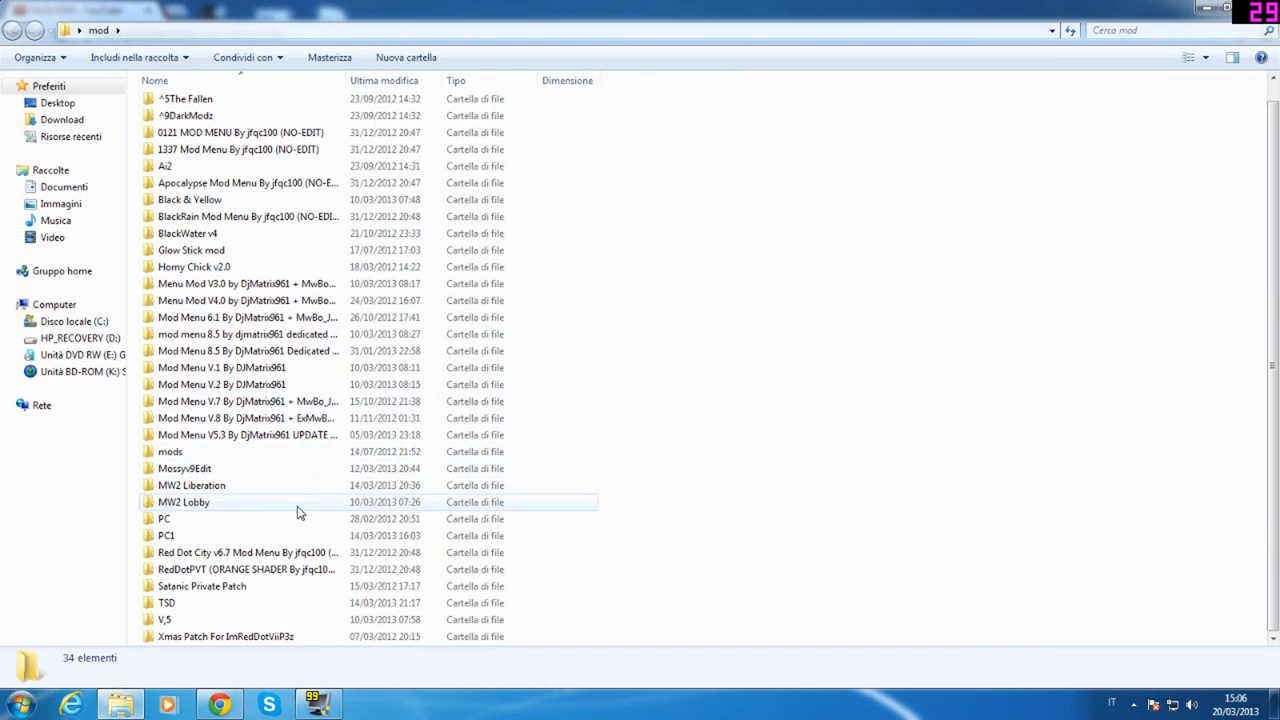 29
mod
Cerca mod
Organizza Includi nella raccolta Condividi con Masterizza Nuova cartella
Preferiti
Desktop
Download
Risorse recenti
Raccolte
Documenti
Immagini
Musica
Video
Gruppo home
Computer
Disco locale (C:)
HP_RECOVERY (D:)
Unità DVD RW (E:) G
Unità BD-ROM (K:) S
Rete
Nome Ultima modifica Tipo Dimensione
^5The Fallen 23/09/2012 14:32 Cartella di file
^9DarkModz 23/09/2012 14:32 Cartella di file
0121 MOD MENU By jfqc100 (NO-EDIT) 31/12/2012 20:47 Cartella di file
1337 Mod Menu By jfqc100 (NO-EDIT) 31/12/2012 20:47 Cartella di file
Ai2 23/09/2012 14:31 Cartella di file
Apocalypse Mod Menu By jfqc100 (NO-E... 31/12/2012 20:47 Cartella di file
Black & Yellow 10/03/2013 07:48 Cartella di file
BlackRain Mod Menu By jfqc100 (NO-EDI... 31/12/2012 20:48 Cartella di file
BlackWater v4 21/10/2012 23:33 Cartella di file
Glow Stick mod 17/07/2012 17:03 Cartella di file
Horny Chick v2.0 18/03/2012 14:22 Cartella di file
Menu Mod V3.0 by DjMatrix961 + MwBo... 10/03/2013 08:17 Cartella di file
Menu Mod V4.0 by DjMatrix961 + MwBo... 24/03/2012 16:07 Cartella di file
Mod Menu 6.1 By DjMatrix961 + MwBo_J... 26/10/2012 17:41 Cartella di file
mod menu 8.5 by djmatrix961 dedicated ... 10/03/2013 08:27 Cartella di file
Mod Menu 8.5 By DjMatrix961 Dedicated ... 31/01/2013 22:58 Cartella di file
Mod Menu V.1 By DJMatrix961 10/03/2013 08:11 Cartella di file
Mod Menu V.2 By DJMatrix961 10/03/2013 08:15 Cartella di file
Mod Menu V.7 By DjMatrix961 + MwBo_J... 15/10/2012 21:38 Cartella di file
Mod Menu V.8 By DjMatrix961 + ExMwB... 11/11/2012 01:31 Cartella di file
Mod Menu V5.3 By DjMatrix961 UPDATE ... 05/03/2013 23:18 Cartella di file
mods 14/07/2012 21:52 Cartella di file
Mossyv9Edit 12/03/2013 20:44 Cartella di file
MW2 Liberation 14/03/2013 20:36 Cartella di file
MW2 Lobby 10/03/2013 07:26 Cartella di file
PC 28/02/2012 20:51 Cartella di file
PC1 14/03/2013 16:03 Cartella di file
Red Dot City v6.7 Mod Menu By jfqc100 (... 31/12/2012 20:48 Cartella di file
RedDotPVT (ORANGE SHADER By jfqc10... 31/12/2012 20:48 Cartella di file
Satanic Private Patch 15/03/2012 17:17 Cartella di file
TSD 14/03/2013 21:17 Cartella di file
V,5 10/03/2013 07:58 Cartella di file
Xmas Patch For ImRedDotViiP3z 07/03/2012 20:15 Cartella di file
34 elementi
99
IT
15:06
20/03/2013